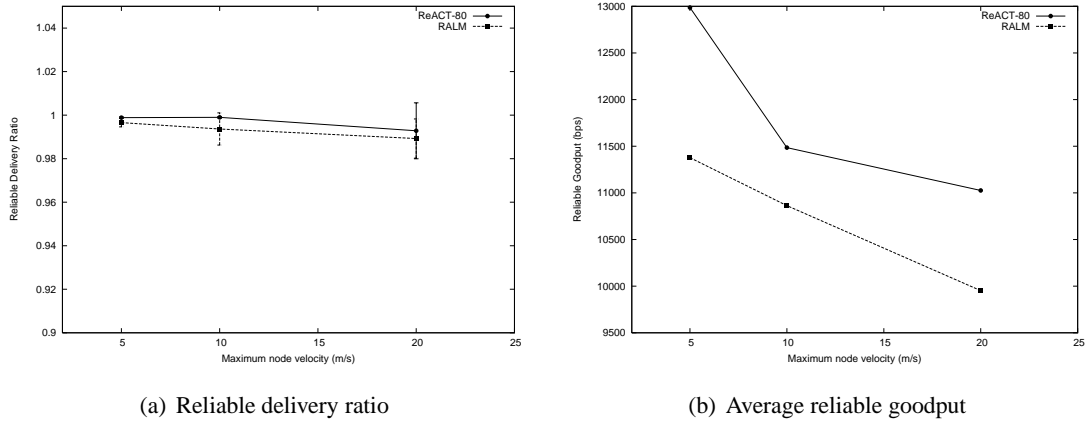 1.04
1.02
1
0.98
0.96
0.94
0.92
0.9
Reliable Delivery Ratio
ReACT-80
RALM
5
10
15
20
25
Maximum node velocity (m/s)
(a) Reliable delivery ratio
13000
12500
12000
11500
11000
10500
10000
9500
Reliable Goodput (bps)
ReACT-80
RALM
5
10
15
20
25
Maximum node velocity (m/s)
(b) Average reliable goodput